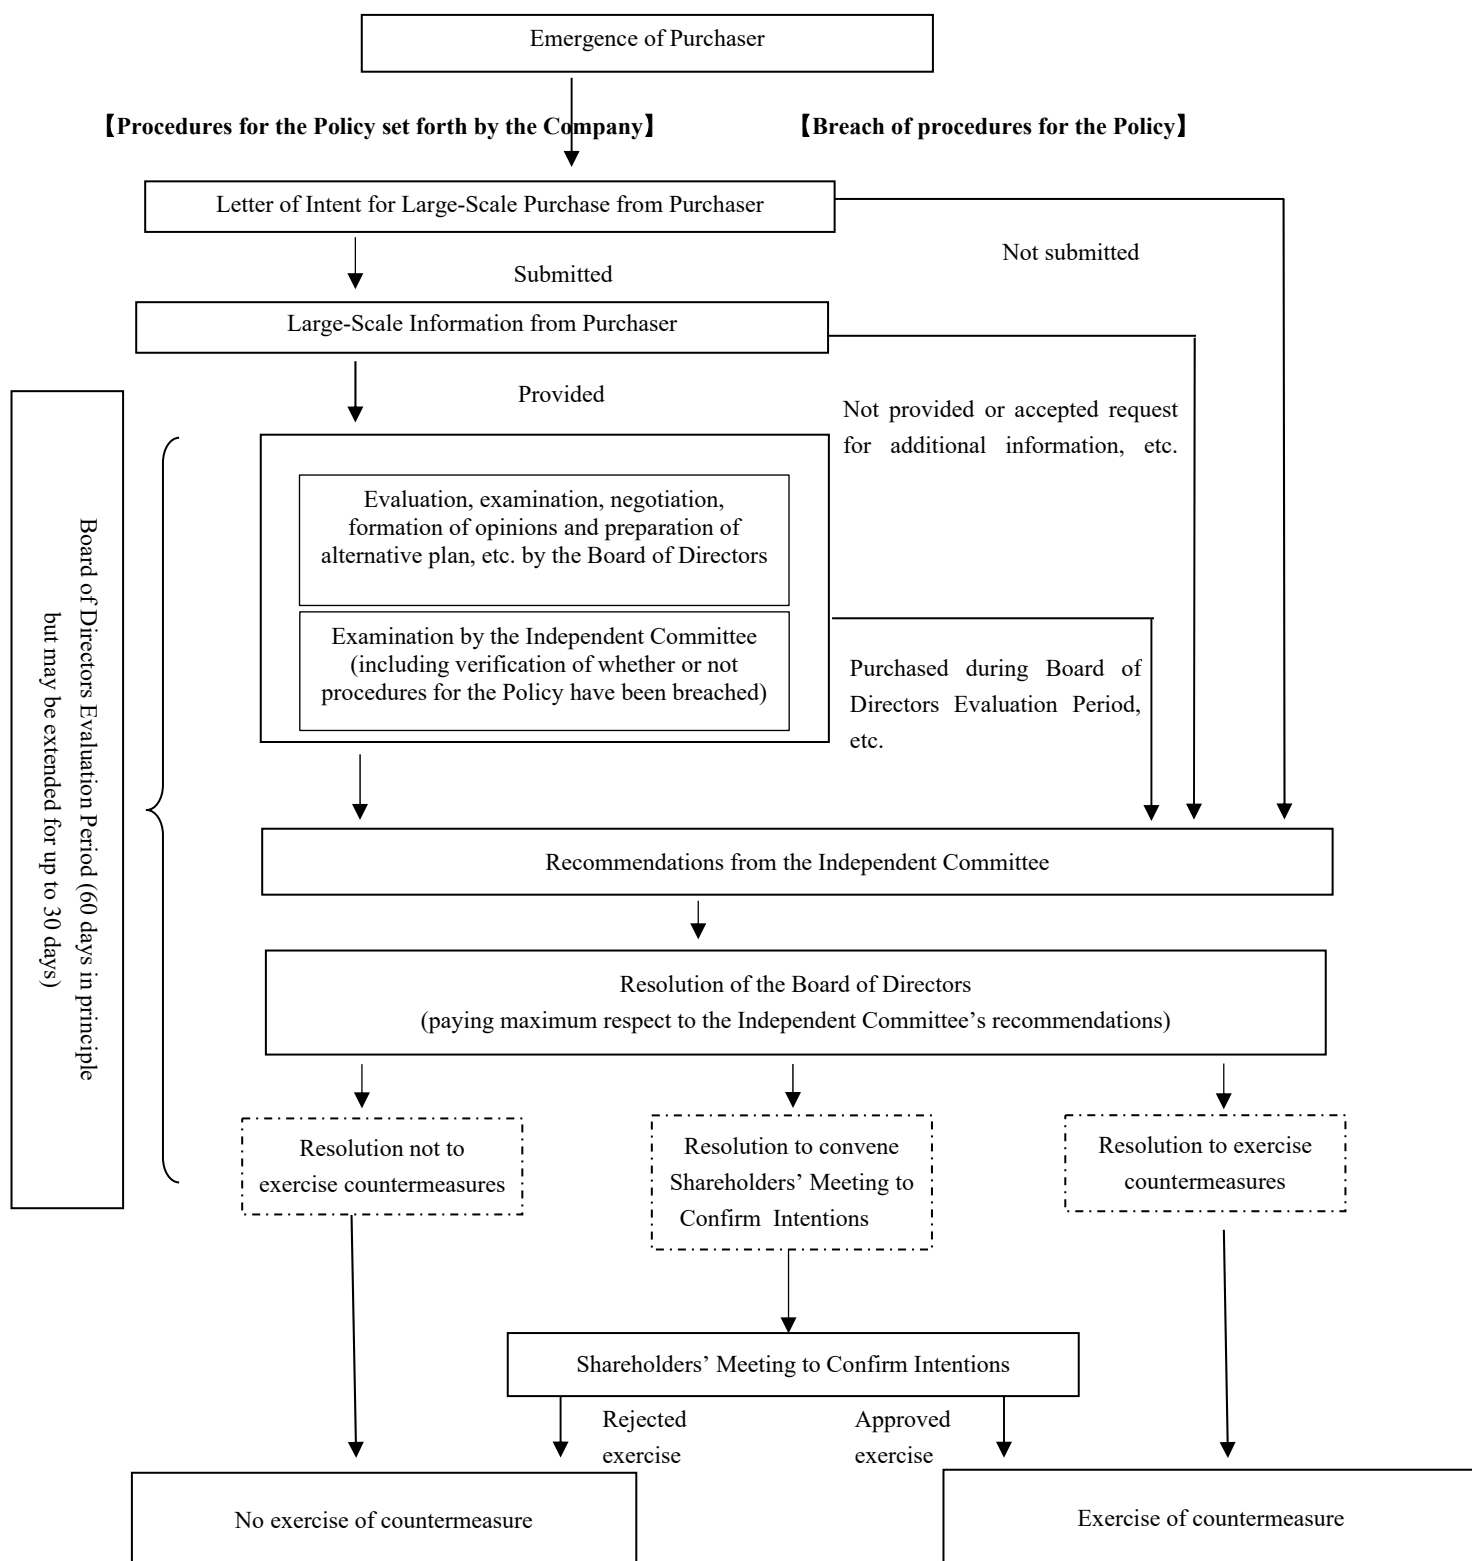 Emergence of Purchaser
【Procedures for the Policy set forth by the Company】
【Breach of procedures for the Policy】
Letter of Intent for Large-Scale Purchase from Purchaser
Not submitted
Submitted
Large-Scale Information from Purchaser
Provided
Not provided or accepted request
for additional information, etc.
Board of Directors Evaluation Period (60 days in principle
but may be extended for up to 30 days)
Evaluation, examination, negotiation,
formation of opinions and preparation of
alternative plan, etc. by the Board of Directors
Examination by the Independent Committee
(including verification of whether or not
procedures for the Policy have been breached)
Purchased during Board of
Directors Evaluation Period,
etc.
Recommendations from the Independent Committee
Resolution of the Board of Directors
(paying maximum respect to the Independent Committee’s recommendations)
Resolution not to
exercise countermeasures
Resolution to convene
Shareholders’ Meeting to
Confirm Intentions
Resolution to exercise
countermeasures
Shareholders’ Meeting to Confirm Intentions
Rejected
exercise
Approved
exercise
No exercise of countermeasure
Exercise of countermeasure